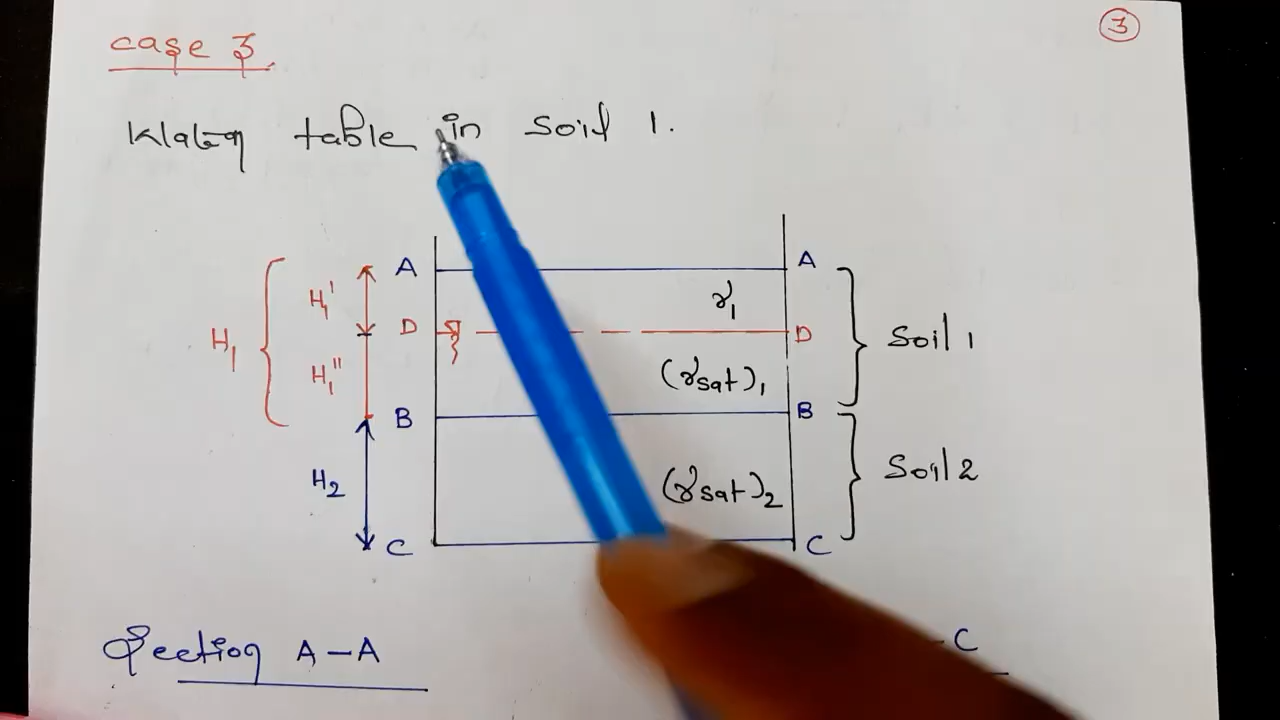 3
case 3
Water table in Soil 1.
A A
H₁' γ₁
D D
H₁ Soil 1
H₁'' (γsat)₁
B B
H₂ (γsat)₂ Soil 2
C C
Section A-A - C